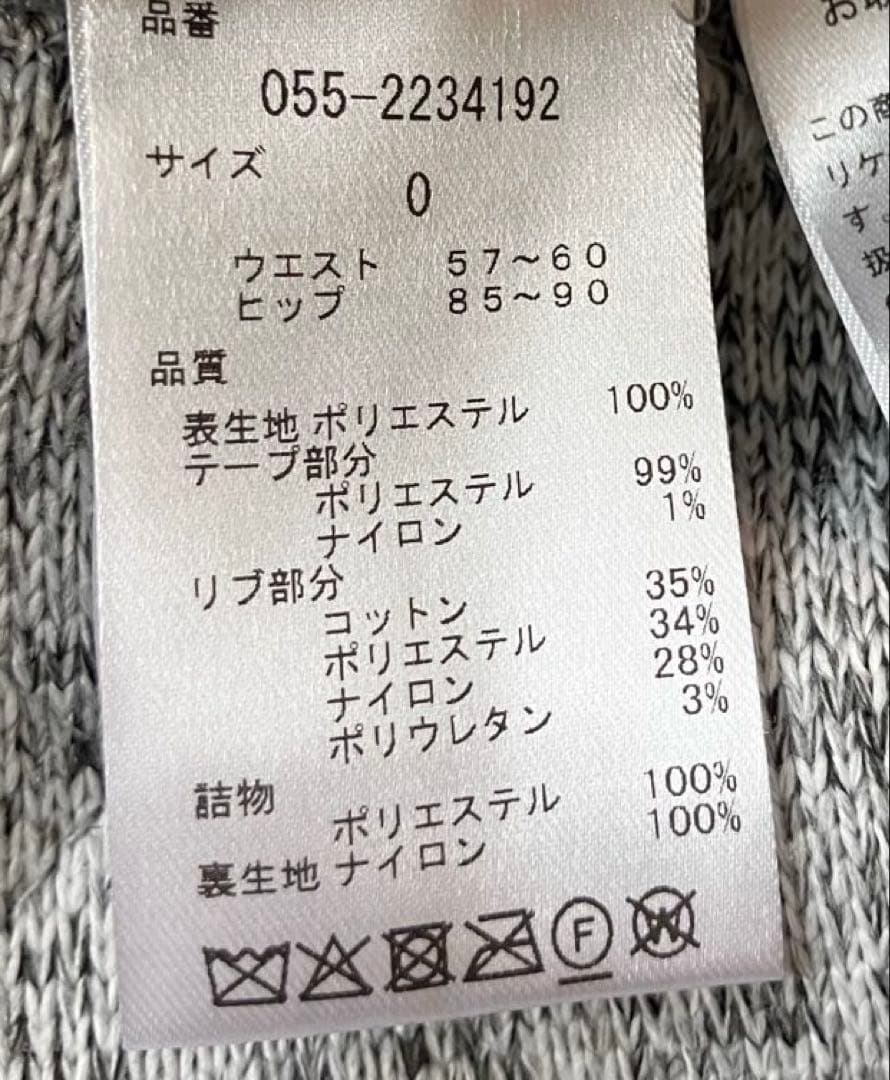 品番
055-2234192
サイズ
0
ウエスト 57~60
ヒップ 85~90
品質
表生地 ポリエステル 100%
テープ部分
ポリエステル 99%
ナイロン 1%
リブ部分
コットン 35%
ポリエステル 34%
ナイロン 28%
ポリウレタン 3%
詰物
ポリエステル 100%
裏生地 ナイロン 100%
F W
お取
この商
リケ
す。
扱